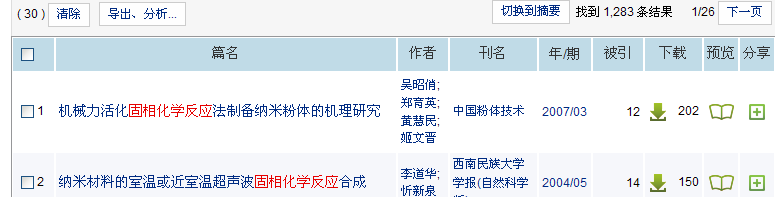 ( 30 ) 清除 导出、分析... 切换到摘要 找到 1,283 条结果 1/26 下一页
篇名 作者 刊名 年/期 被引 下载 预览 分享
吴昭俏;
郑育英;
黄慧民;
姬文晋
1 机械力活化固相化学反应法制备纳米粉体的机理研究 中国粉体技术 2007/03 12 202
2 纳米材料的室温或近室温超声波固相化学反应合成 2004/05 14 150
李道华;
忻新泉
西南民族大学
学报(自然科学